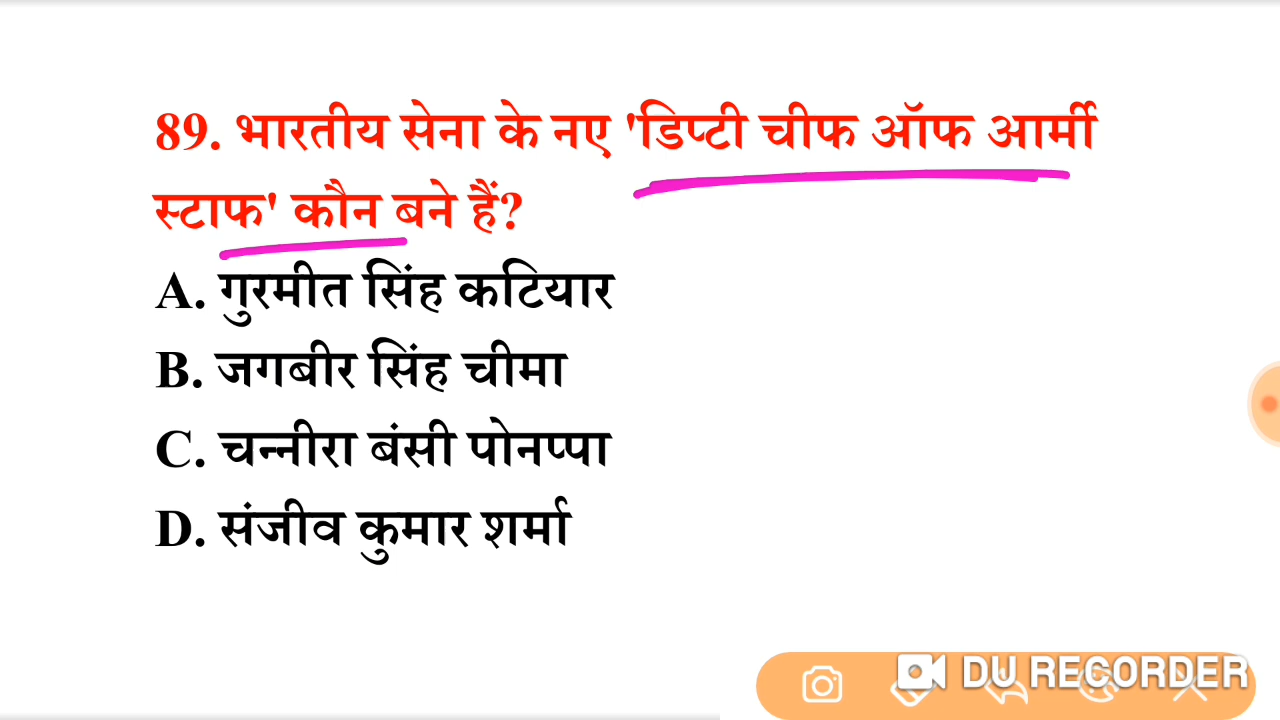 89. भारतीय सेना के नए 'डिप्टी चीफ ऑफ आर्मी
स्टाफ' कौन बने हैं?
A. गुरमीत सिंह कटियार
B. जगबीर सिंह चीमा
C. चन्नीरा बंसी पोनप्पा
D. संजीव कुमार शर्मा
DU RECORDER